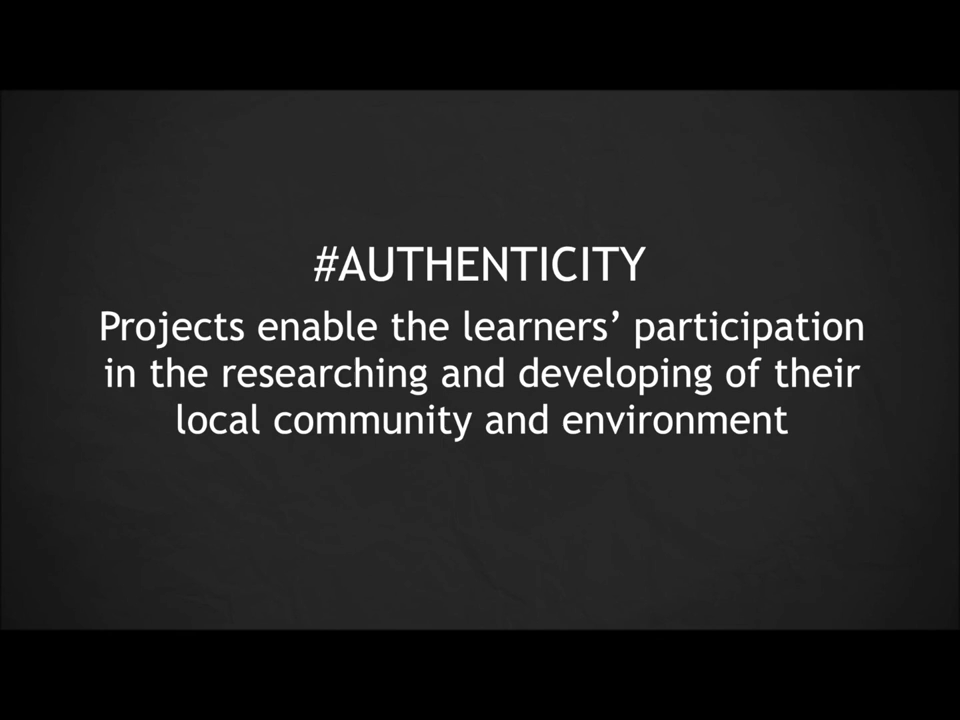 #AUTHENTICITY
Projects enable the learners’ participation
in the researching and developing of their
local community and environment